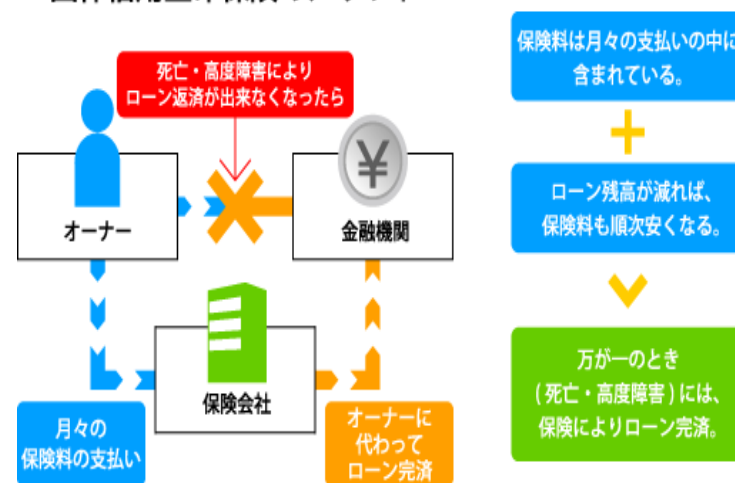 死亡・高度障害により
ローン返済が出来なくなったら
オーナー
¥
金融機関
保険会社
月々の
保険料の支払い
オーナーに
代わって
ローン完済
保険料は月々の支払いの中に
含まれている。
+
ローン残高が減れば、
保険料も順次安くなる。
万が一のとき
(死亡・高度障害)には、
保険によりローン完済。